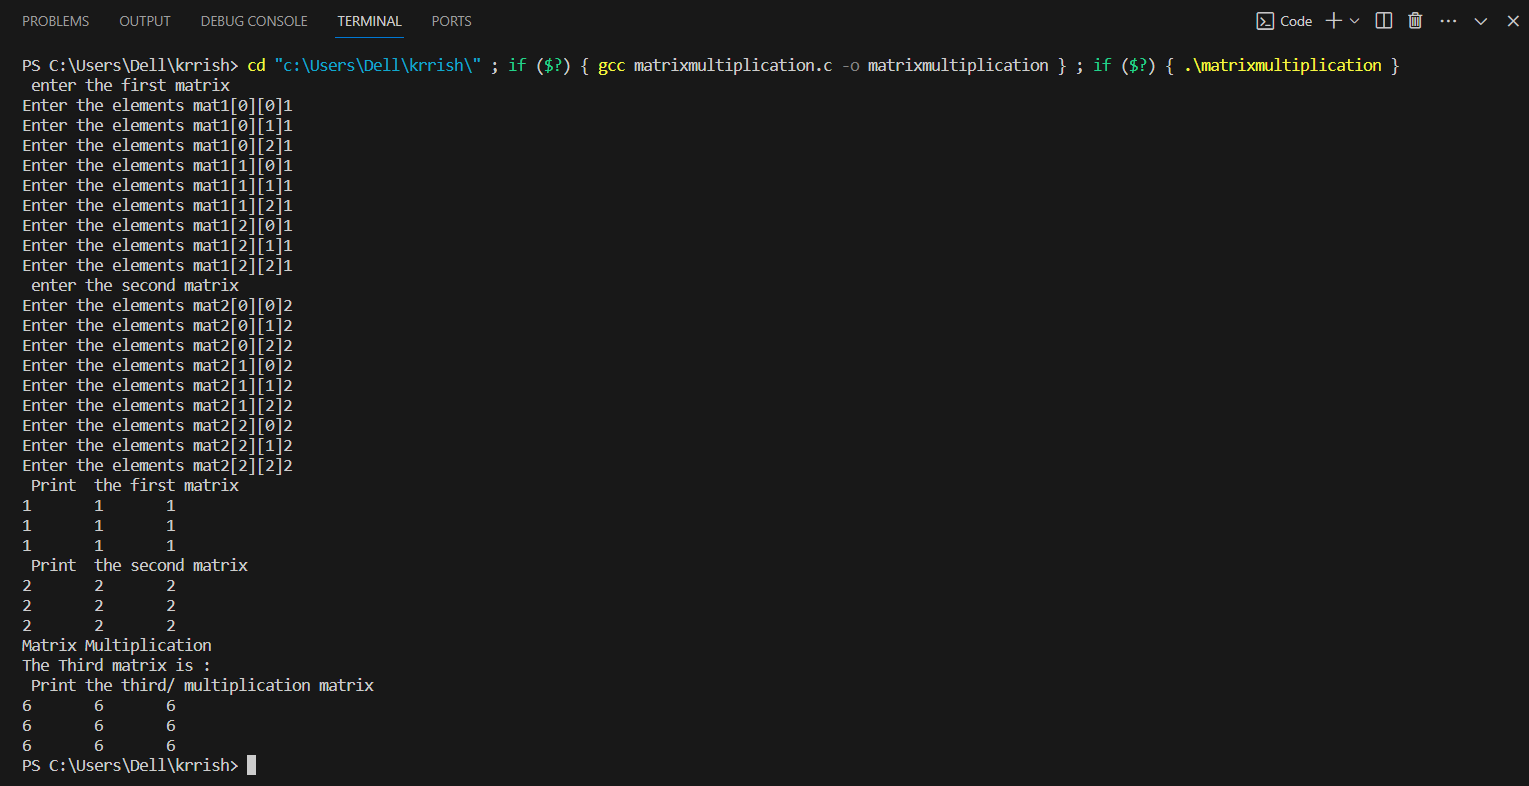 PROBLEMS OUTPUT DEBUG CONSOLE TERMINAL PORTS Code
PS C:\Users\Dell\krrish> cd "c:\Users\Dell\krrish\" ; if ($?) { gcc matrixmultiplication.c -o matrixmultiplication } ; if ($?) { .\matrixmultiplication }
enter the first matrix
Enter the elements mat1[0][0]1
Enter the elements mat1[0][1]1
Enter the elements mat1[0][2]1
Enter the elements mat1[1][0]1
Enter the elements mat1[1][1]1
Enter the elements mat1[1][2]1
Enter the elements mat1[2][0]1
Enter the elements mat1[2][1]1
Enter the elements mat1[2][2]1
enter the second matrix
Enter the elements mat2[0][0]2
Enter the elements mat2[0][1]2
Enter the elements mat2[0][2]2
Enter the elements mat2[1][0]2
Enter the elements mat2[1][1]2
Enter the elements mat2[1][2]2
Enter the elements mat2[2][0]2
Enter the elements mat2[2][1]2
Enter the elements mat2[2][2]2
Print  the first matrix
1 1 1
1 1 1
1 1 1
Print  the second matrix
2 2 2
2 2 2
2 2 2
Matrix Multiplication
The Third matrix is :
Print the third/ multiplication matrix
6 6 6
6 6 6
6 6 6
PS C:\Users\Dell\krrish>